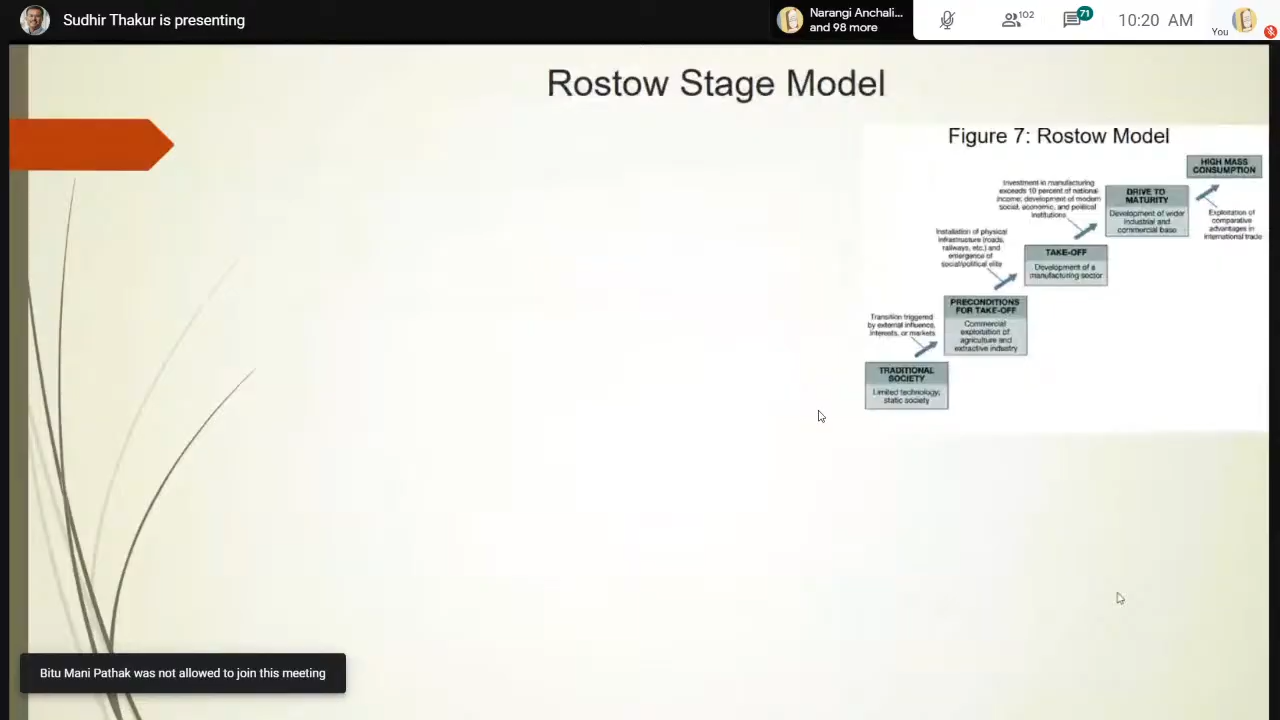 Sudhir Thakur is presenting
Narangi Anchali...
and 98 more
102
71
10:20 AM
You
Rostow Stage Model
Figure 7: Rostow Model
HIGH MASS
CONSUMPTION
Investment in manufacturing
exceeds 10 percent of national
income; development of modern
social, economic, and political
institutions
DRIVE TO
MATURITY
Development of wider
industrial and
commercial base
Exploitation of
comparative
advantages in
international trade
Installation of physical
infrastructure (roads,
railways, etc.) and
emergence of
social/political elite
TAKE-OFF
Development of a
manufacturing sector
Transition triggered
by external influence,
interests, or markets
PRECONDITIONS
FOR TAKE-OFF
Commercial
exploitation of
agriculture and
extractive industry
TRADITIONAL
SOCIETY
Limited technology;
static society
Bitu Mani Pathak was not allowed to join this meeting